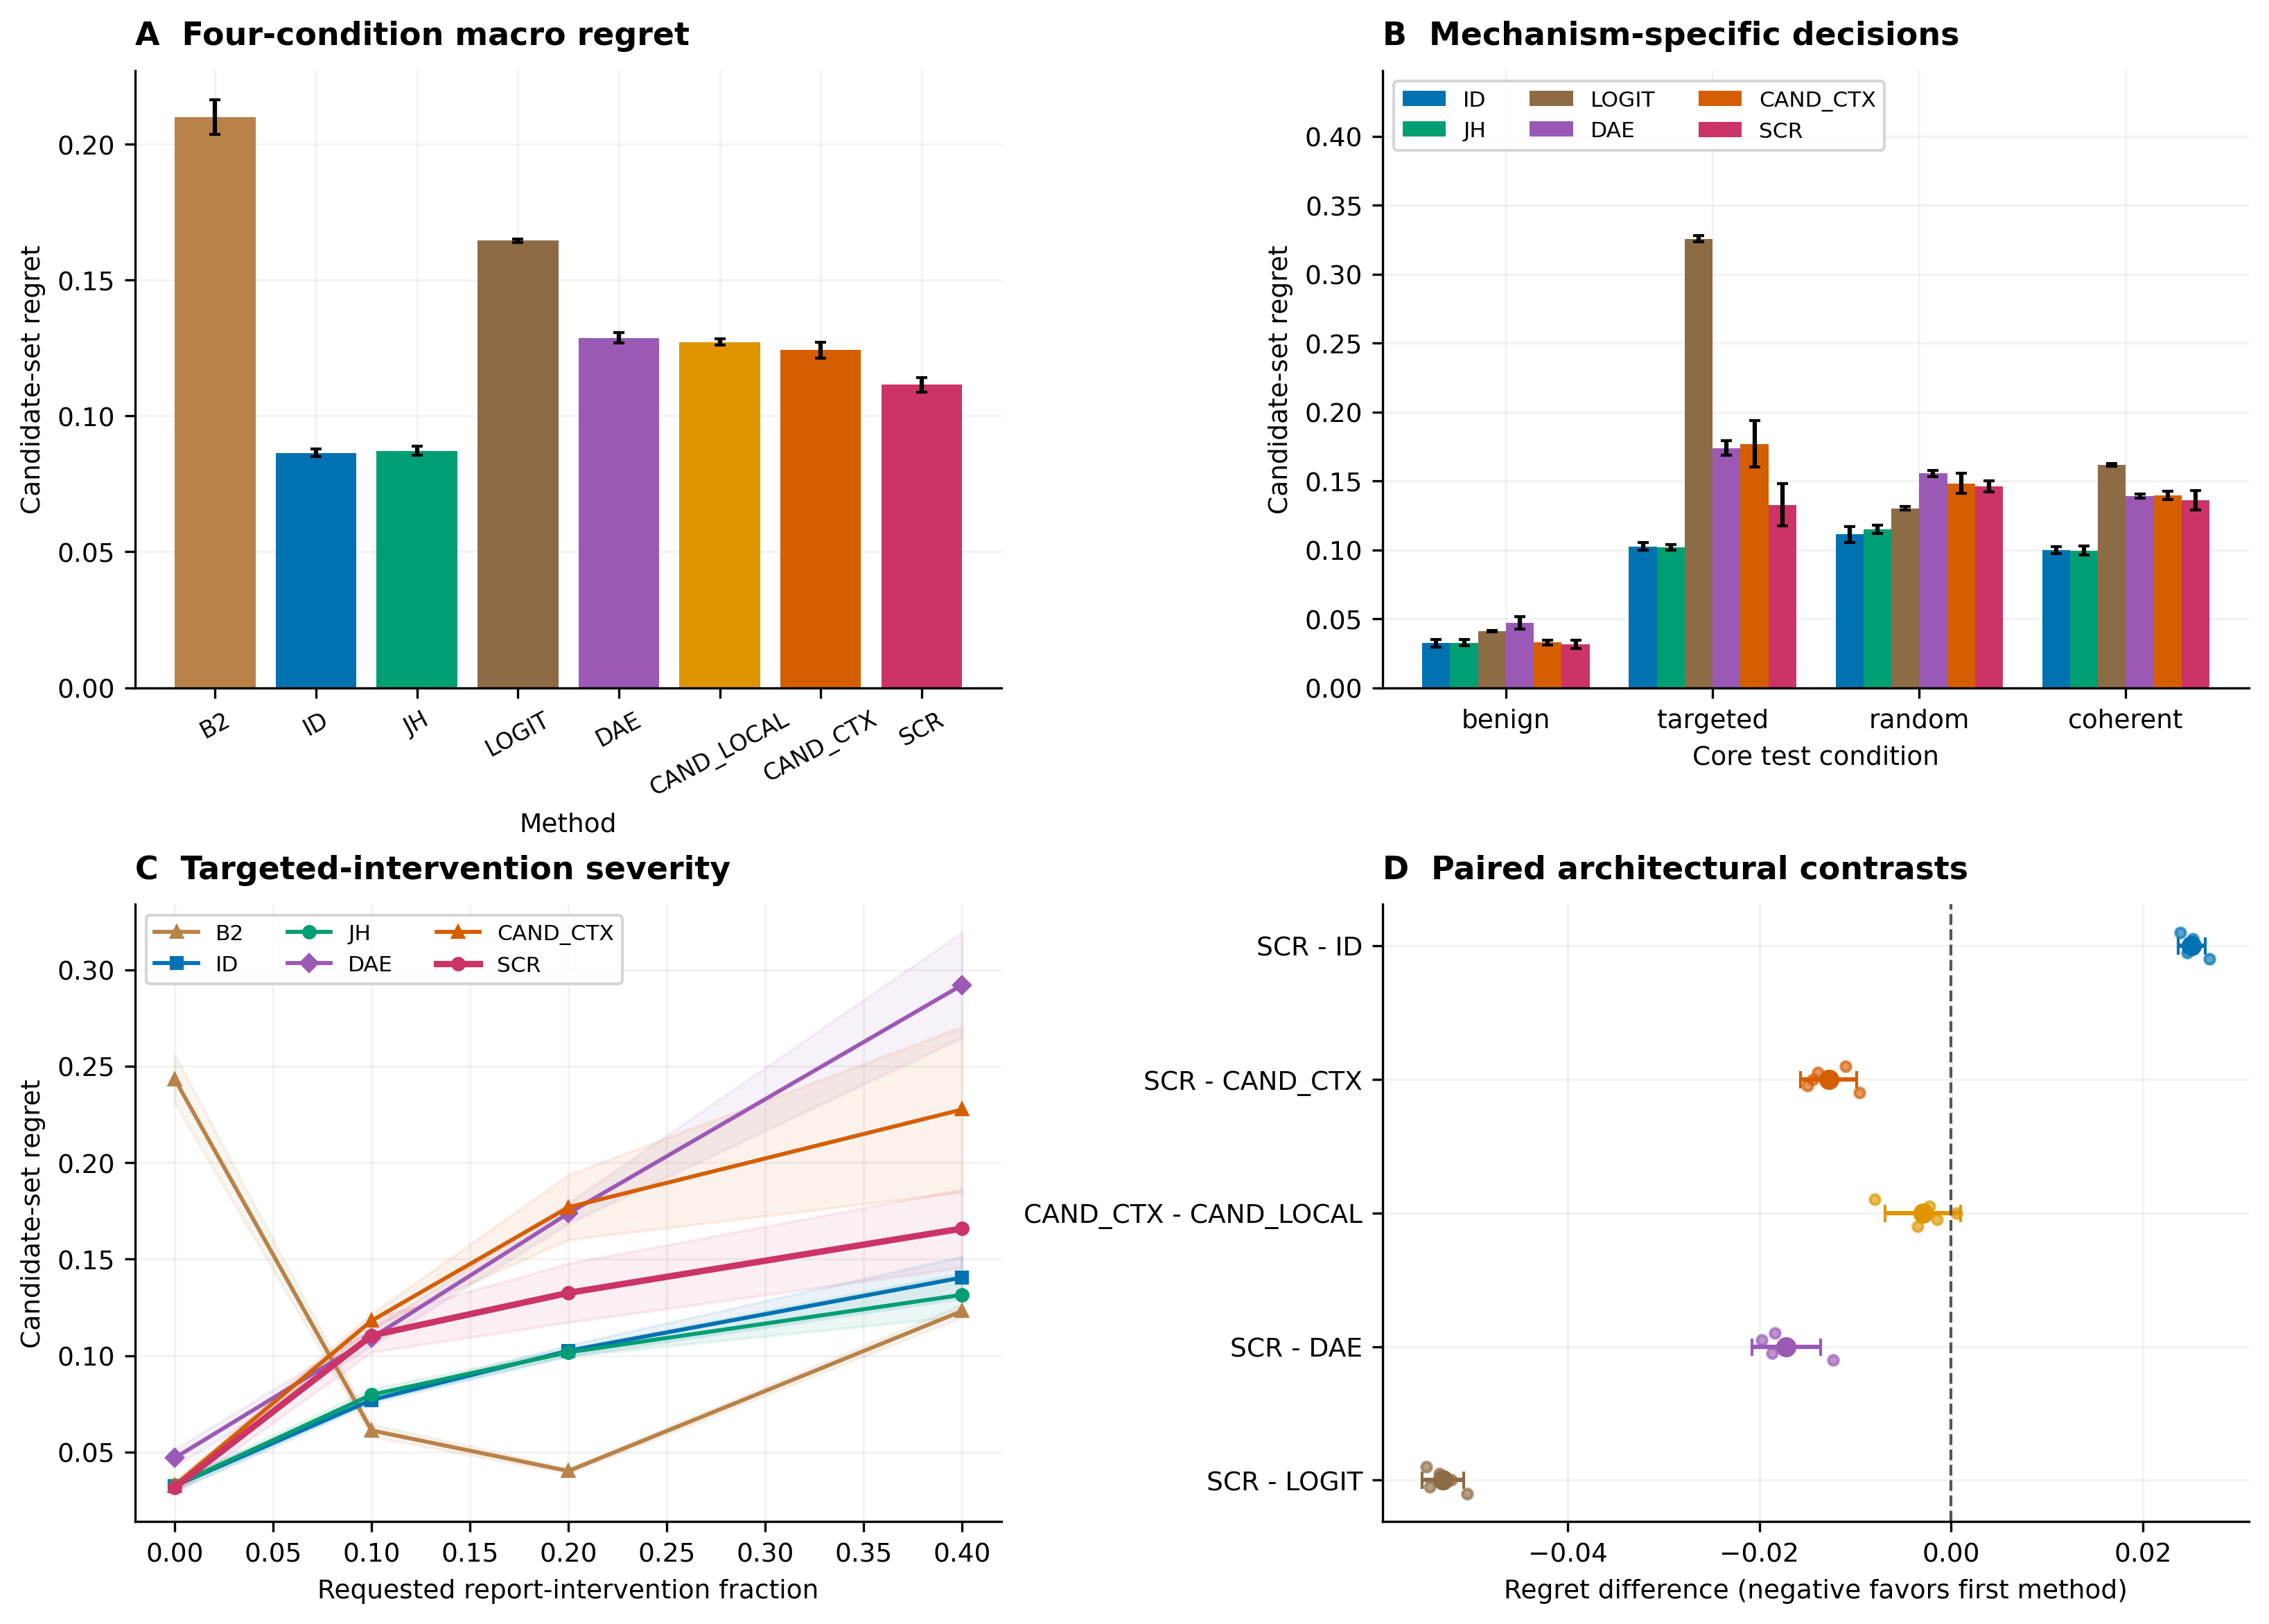 A Four-condition macro regret
Candidate-set regret
0.20
0.15
0.10
0.05
0.00
B2
ID
JH
LOGIT
DAE
CAND_LOCAL
CAND_CTX
SCR
Method
B Mechanism-specific decisions
ID
LOGIT
CAND_CTX
JH
DAE
SCR
Candidate-set regret
0.40
0.35
0.30
0.25
0.20
0.15
0.10
0.05
0.00
benign
targeted
random
coherent
Core test condition
C Targeted-intervention severity
B2
JH
CAND_CTX
ID
DAE
SCR
Candidate-set regret
0.30
0.25
0.20
0.15
0.10
0.05
0.00
0.05
0.10
0.15
0.20
0.25
0.30
0.35
0.40
Requested report-intervention fraction
D Paired architectural contrasts
SCR - ID
SCR - CAND_CTX
CAND_CTX - CAND_LOCAL
SCR - DAE
SCR - LOGIT
−0.04
−0.02
0.00
0.02
Regret difference (negative favors first method)